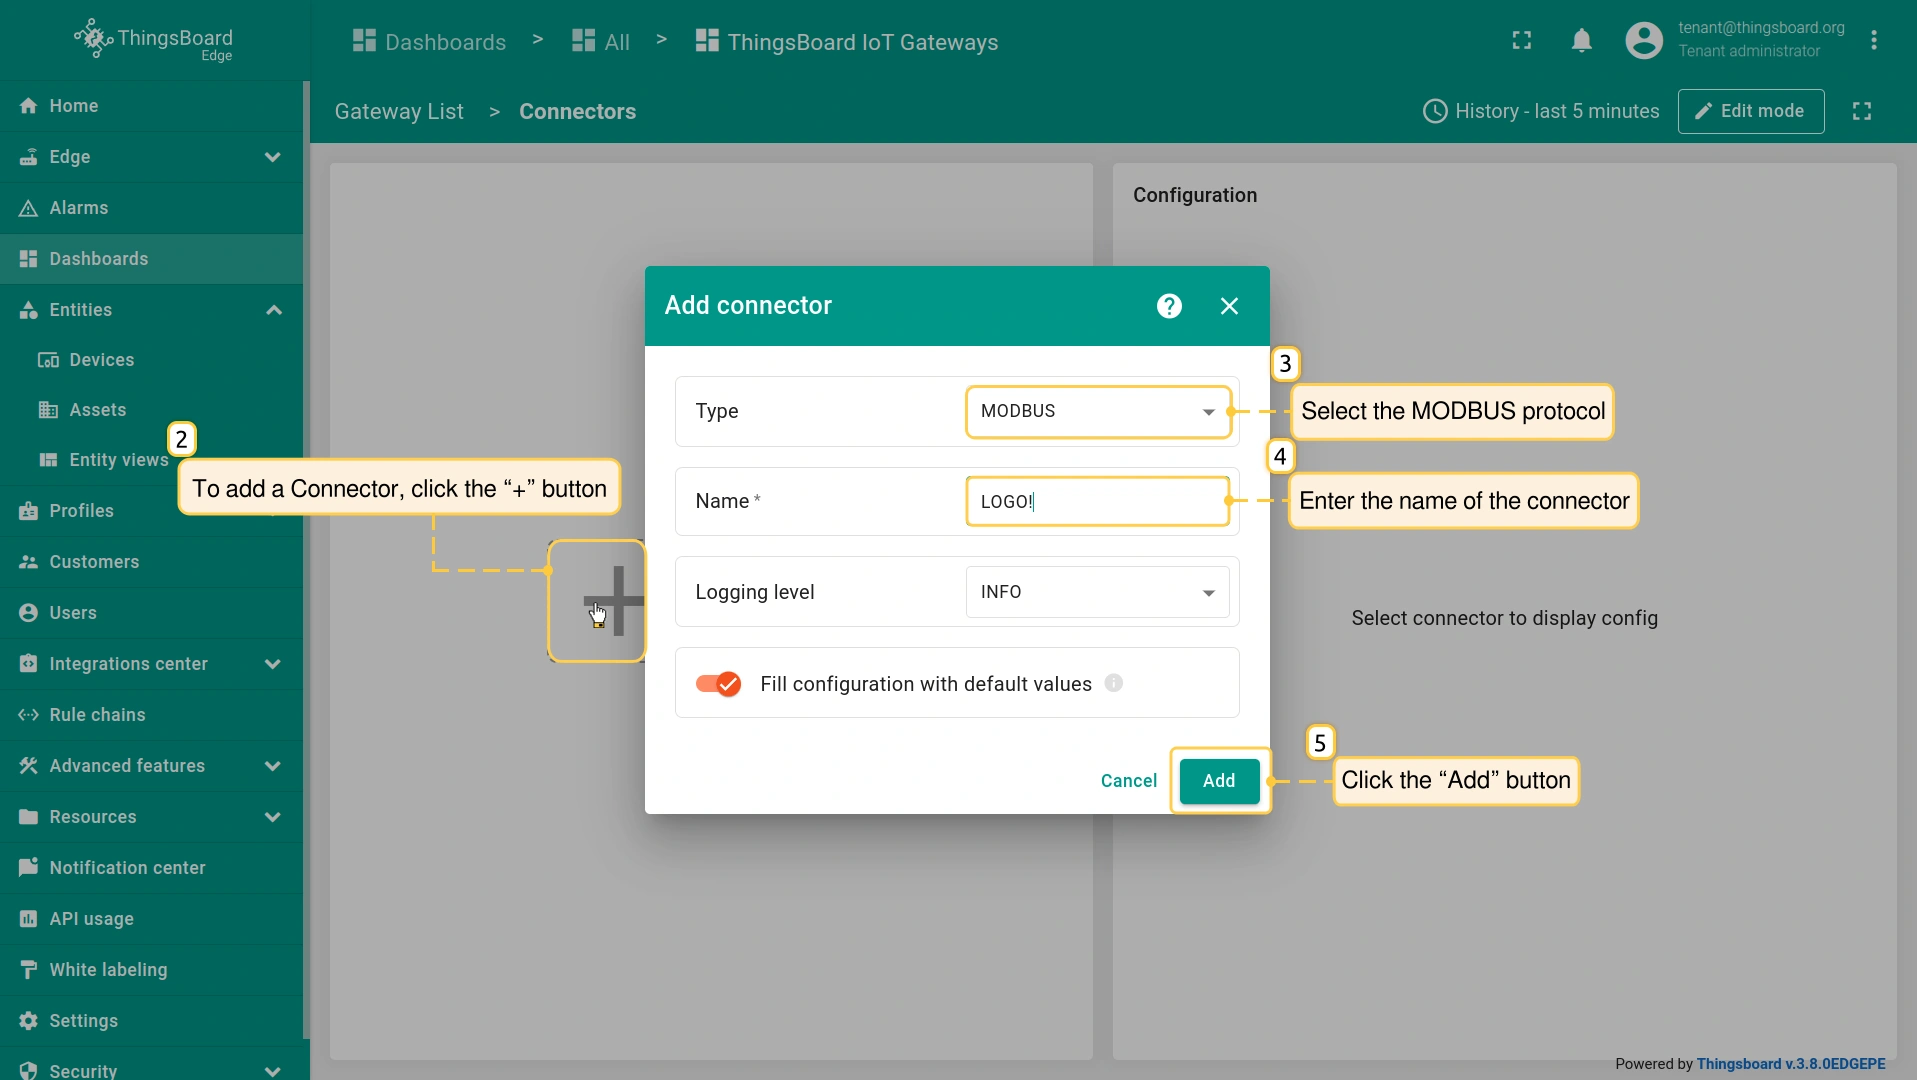 ThingsBoard
Edge
Dashboards > All > ThingsBoard IoT Gateways
tenant@thingsboard.org
Tenant administrator
Gateway List > Connectors
History - last 5 minutes
Edit mode
Home
Edge
Alarms
Dashboards
Entities
Devices
Assets
Entity views
Profiles
Customers
Users
Integrations center
Rule chains
Advanced features
Resources
Notification center
API usage
White labeling
Settings
Security
2
To add a Connector, click the “+” button
Configuration
Select connector to display config
Add connector
Type
MODBUS
3
Select the MODBUS protocol
Name *
LOGO!
4
Enter the name of the connector
Logging level
INFO
Fill configuration with default values
Cancel
Add
5
Click the “Add” button
Powered by Thingsboard v.3.8.0EDGEPE